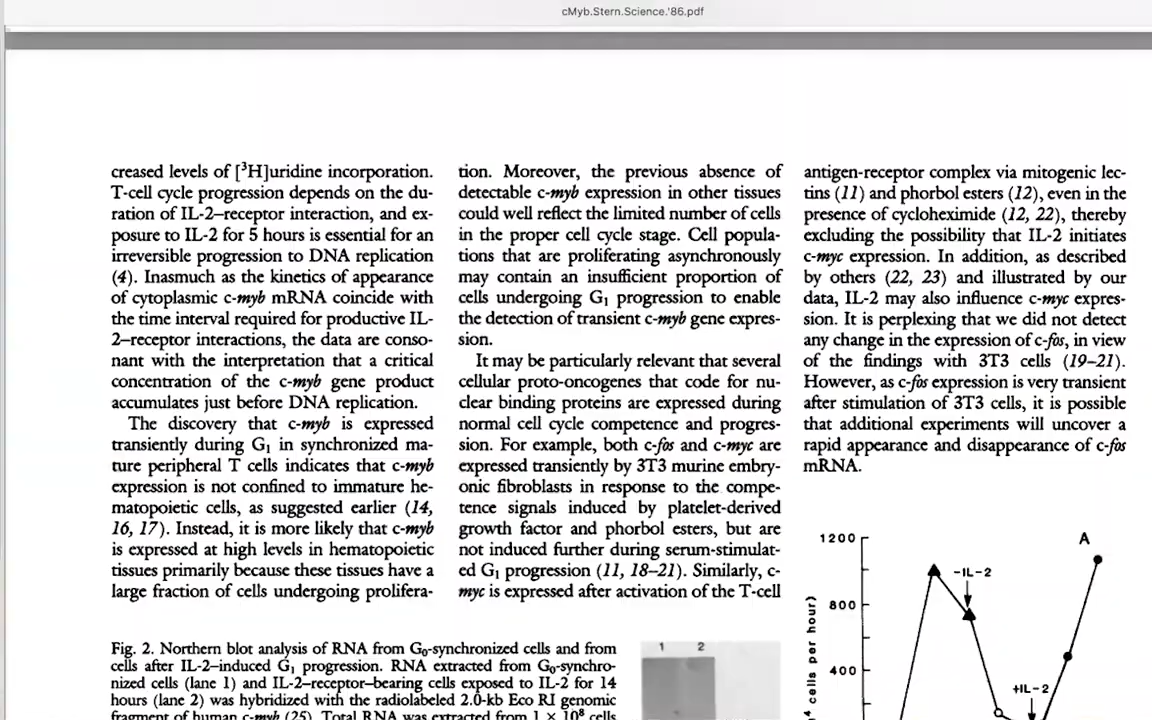 cMyb.Stern.Science.'86.pdf
creased levels of [³H]uridine incorporation.
T-cell cycle progression depends on the du-
ration of IL-2–receptor interaction, and ex-
posure to IL-2 for 5 hours is essential for an
irreversible progression to DNA replication
(4). Inasmuch as the kinetics of appearance
of cytoplasmic c-myb mRNA coincide with
the time interval required for productive IL-
2–receptor interactions, the data are conso-
nant with the interpretation that a critical
concentration of the c-myb gene product
accumulates just before DNA replication.
The discovery that c-myb is expressed
transiently during G₁ in synchronized ma-
ture peripheral T cells indicates that c-myb
expression is not confined to immature he-
matopoietic cells, as suggested earlier (14,
16, 17). Instead, it is more likely that c-myb
is expressed at high levels in hematopoietic
tissues primarily because these tissues have a
large fraction of cells undergoing prolifera-
tion. Moreover, the previous absence of
detectable c-myb expression in other tissues
could well reflect the limited number of cells
in the proper cell cycle stage. Cell popula-
tions that are proliferating asynchronously
may contain an insufficient proportion of
cells undergoing G₁ progression to enable
the detection of transient c-myb gene expres-
sion.
It may be particularly relevant that several
cellular proto-oncogenes that code for nu-
clear binding proteins are expressed during
normal cell cycle competence and progres-
sion. For example, both c-fos and c-myc are
expressed transiently by 3T3 murine embry-
onic fibroblasts in response to the compe-
tence signals induced by platelet-derived
growth factor and phorbol esters, but are
not induced further during serum-stimulat-
ed G₁ progression (11, 18–21). Similarly, c-
myc is expressed after activation of the T-cell
antigen-receptor complex via mitogenic lec-
tins (11) and phorbol esters (12), even in the
presence of cycloheximide (12, 22), thereby
excluding the possibility that IL-2 initiates
c-myc expression. In addition, as described
by others (22, 23) and illustrated by our
data, IL-2 may also influence c-myc expres-
sion. It is perplexing that we did not detect
any change in the expression of c-fos, in view
of the findings with 3T3 cells (19–21).
However, as c-fos expression is very transient
after stimulation of 3T3 cells, it is possible
that additional experiments will uncover a
rapid appearance and disappearance of c-fos
mRNA.
Fig. 2. Northern blot analysis of RNA from G₀-synchronized cells and from
cells after IL-2–induced G₁ progression. RNA extracted from G₀-synchro-
nized cells (lane 1) and IL-2–receptor–bearing cells exposed to IL-2 for 14
hours (lane 2) was hybridized with the radiolabeled 2.0-kb Eco RI genomic
fragment of human c-myb (25). Total RNA was extracted from 1 × 10⁸ cells
1 2
1200
800
400
A
-IL-2
+IL-2
cells per hour)